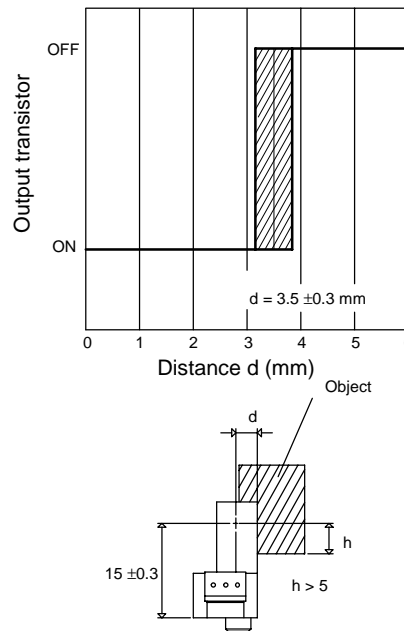 OFF
Output transistor
ON
d = 3.5 ±0.3 mm
0 1 2 3 4 5
Distance d (mm)
Object
d
h
15 ±0.3
h > 5